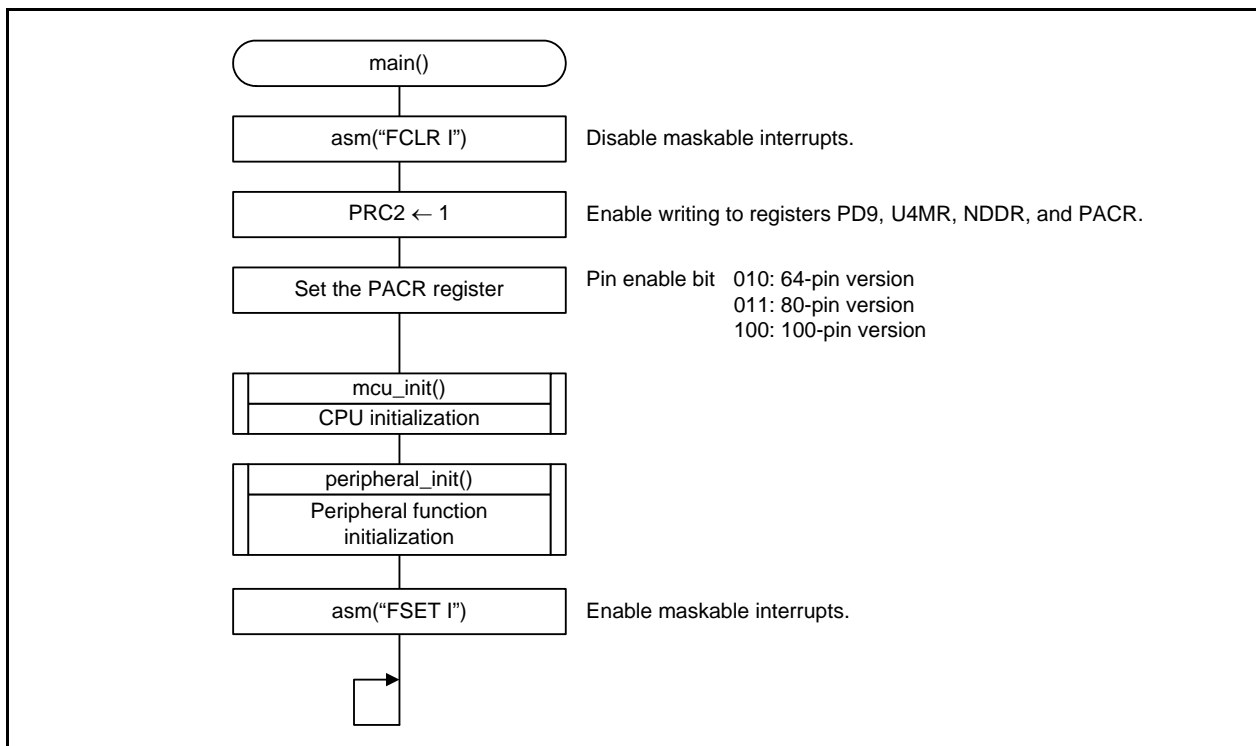 main()
asm(“FCLR I”) Disable maskable interrupts.
PRC2 ← 1 Enable writing to registers PD9, U4MR, NDDR, and PACR.
Set the PACR register Pin enable bit 010: 64-pin version
011: 80-pin version
100: 100-pin version
mcu_init()
CPU initialization
peripheral_init()
Peripheral function
initialization
asm(“FSET I”) Enable maskable interrupts.